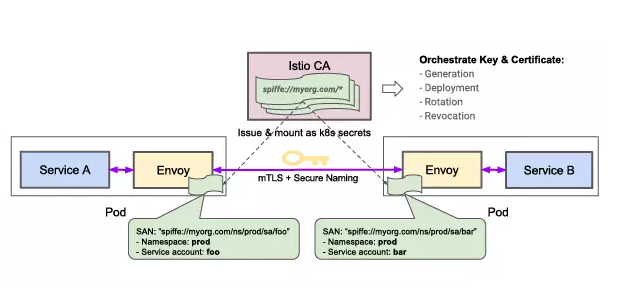 Istio CA
spiffe://myorg.com/*
Orchestrate Key & Certificate:
- Generation
- Deployment
- Rotation
- Revocation
Issue & mount as k8s secrets
Service A
Envoy
mTLS + Secure Naming
Envoy
Service B
Pod
Pod
SAN: "spiffe://myorg.com/ns/prod/sa/foo"
- Namespace: prod
- Service account: foo
SAN: "spiffe://myorg.com/ns/prod/sa/bar"
- Namespace: prod
- Service account: bar